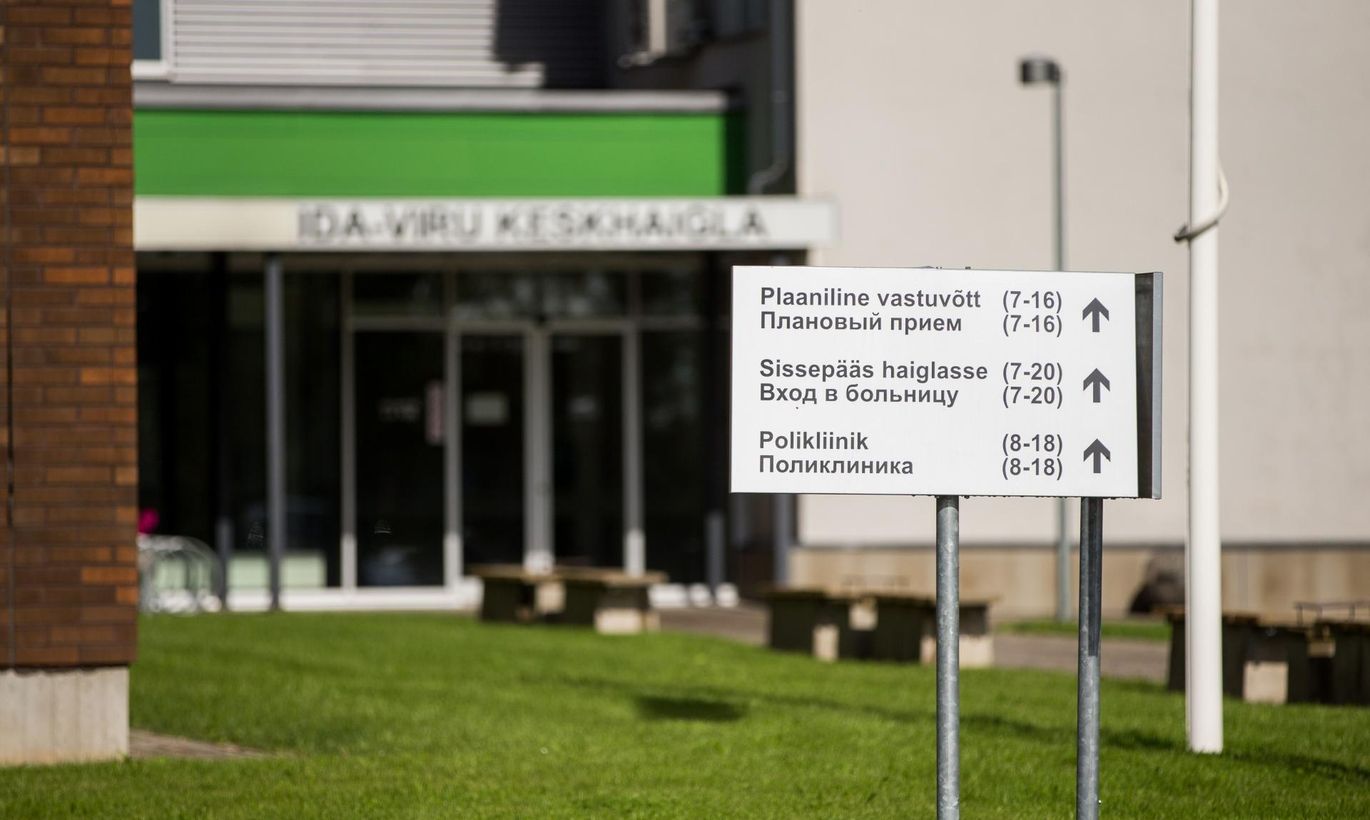 IDA-VIRU KESKHAIGLA
Plaaniline vastuvõtt (7-16)
Плановый прием (7-16)
Sissepääs haiglasse (7-20)
Вход в больницу (7-20)
Polikliinik (8-18)
Поликлиника (8-18)